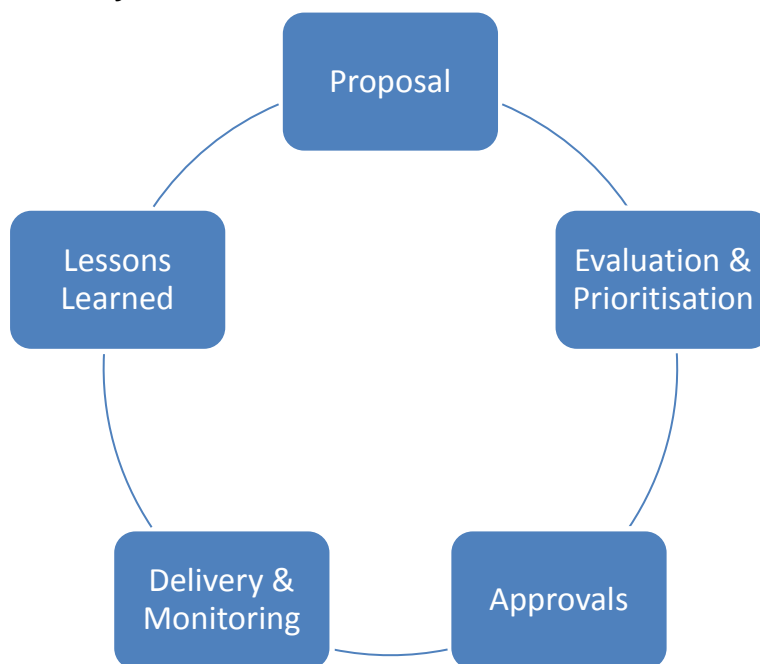 Proposal
Evaluation &
Prioritisation
Approvals
Delivery &
Monitoring
Lessons
Learned